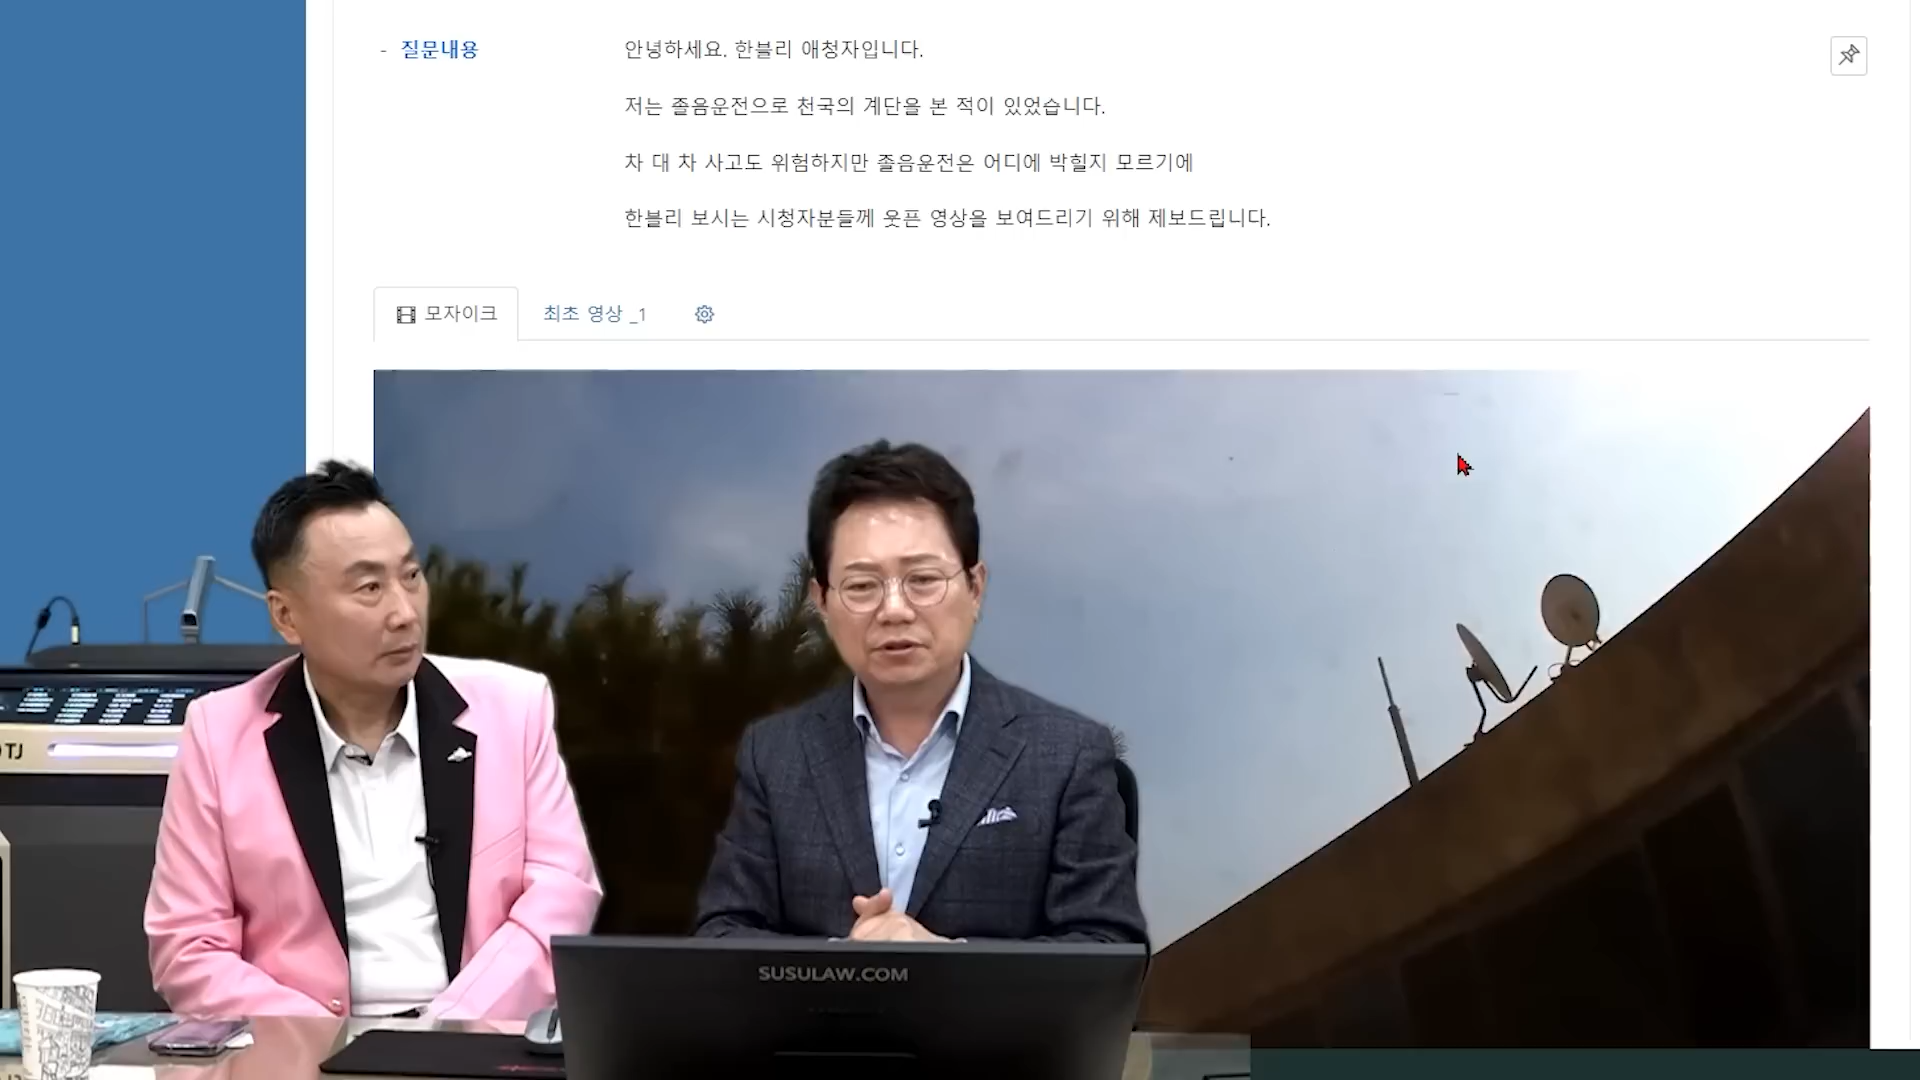 - 질문내용
안녕하세요. 한블리 애청자입니다.
저는 졸음운전으로 천국의 계단을 본 적이 있었습니다.
차 대 차 사고도 위험하지만 졸음운전은 어디에 박힐지 모르기에
한블리 보시는 시청자분들께 웃픈 영상을 보여드리기 위해 제보드립니다.
모자이크
최초 영상 _1
TJ
SUSULAW.COM